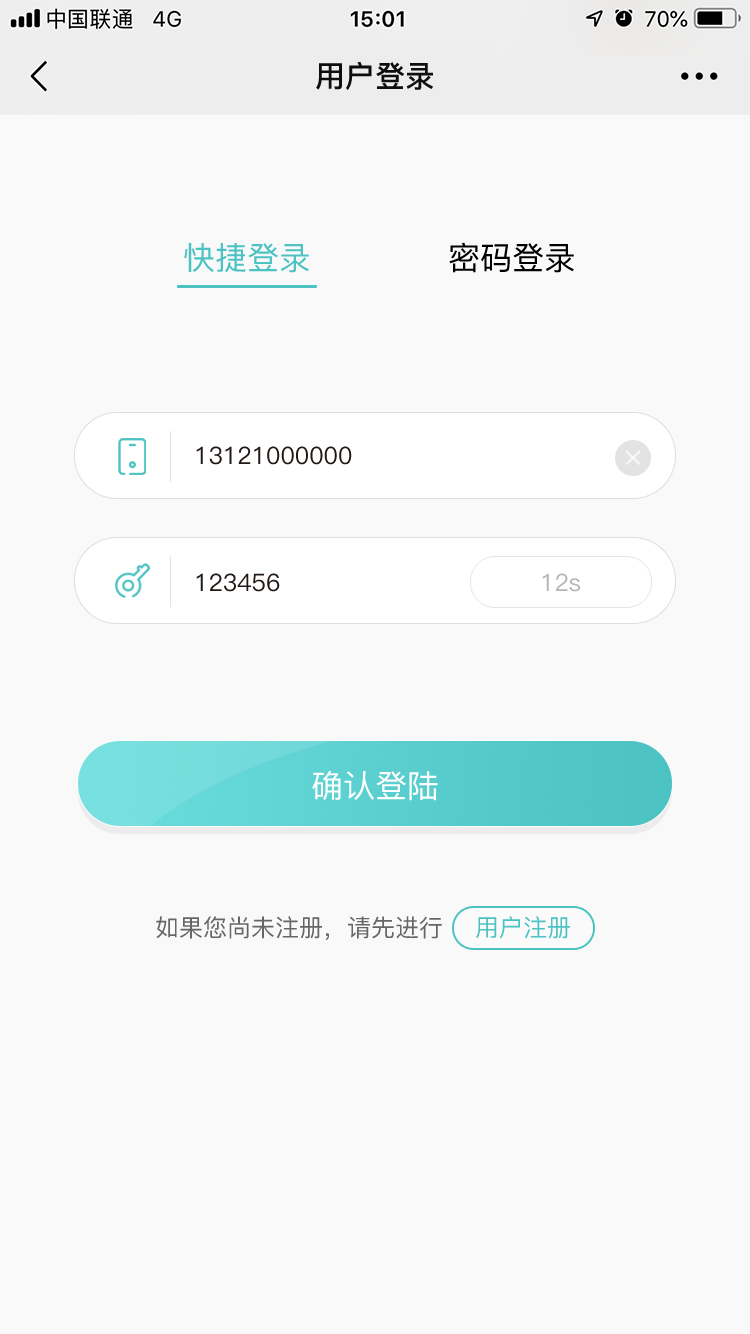 中国联通 4G 15:01 70%
用户登录
快捷登录 密码登录
13121000000
123456 12s
确认登陆
如果您尚未注册，请先进行 用户注册